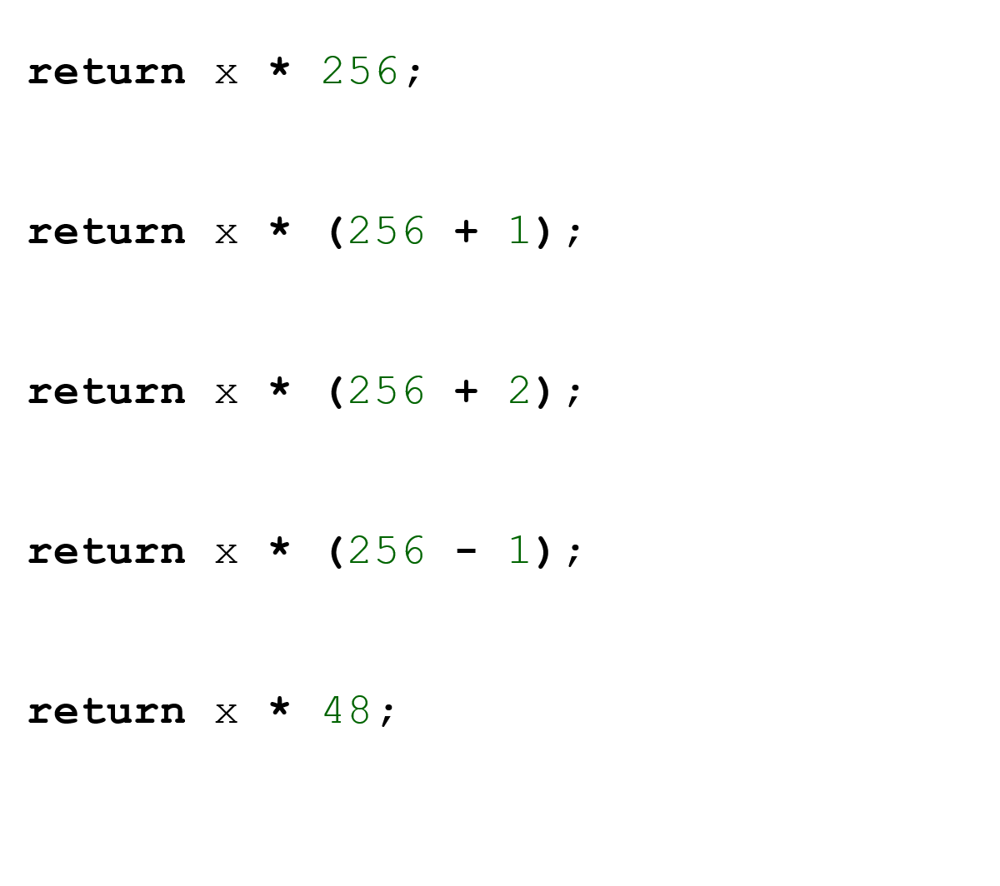 return x * 256;
return x * (256 + 1);
return x * (256 + 2);
return x * (256 - 1);
return x * 48;